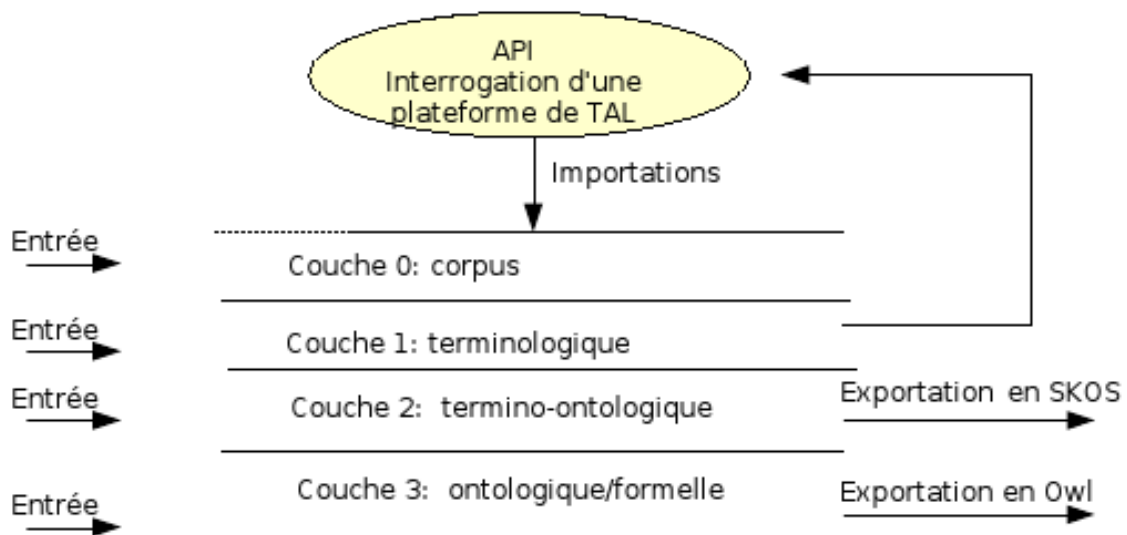 API
Interrogation d'une
plateforme de TAL
Importations
Entrée
Couche 0: corpus
Entrée
Couche 1: terminologique
Entrée
Couche 2: termino-ontologique
Exportation en SKOS
Entrée
Couche 3: ontologique/formelle
Exportation en Owl